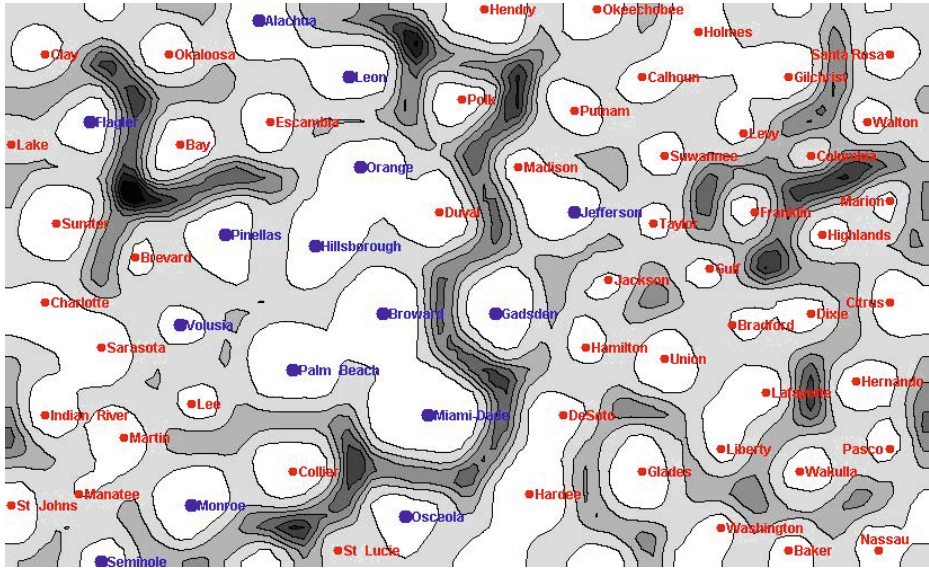 Hendry
Okeechobee
Alachua
Holmes
Clay
Okaloosa
Santa Rosa
Leon
Calhoun
Gilchrist
Polk
Putnam
Flagler
Escambia
Walton
Levy
Lake
Bay
Suwannee
Columbia
Orange
Madison
Marion
Duval
Jefferson
Franklin
Sumter
Taylor
Pinellas
Highlands
Hillsborough
Brevard
Gulf
Jackson
Charlotte
Citrus
Broward
Gadsden
Dixie
Volusia
Bradford
Sarasota
Hamilton
Union
Palm Beach
Hernando
Lafayette
Lee
Indian River
Miami-Dade
DeSoto
Martin
Liberty
Pasco
Collier
Glades
Wakulla
Manatee
Hardee
St Johns
Monroe
Osceola
Washington
St Lucie
Baker
Nassau
Seminole